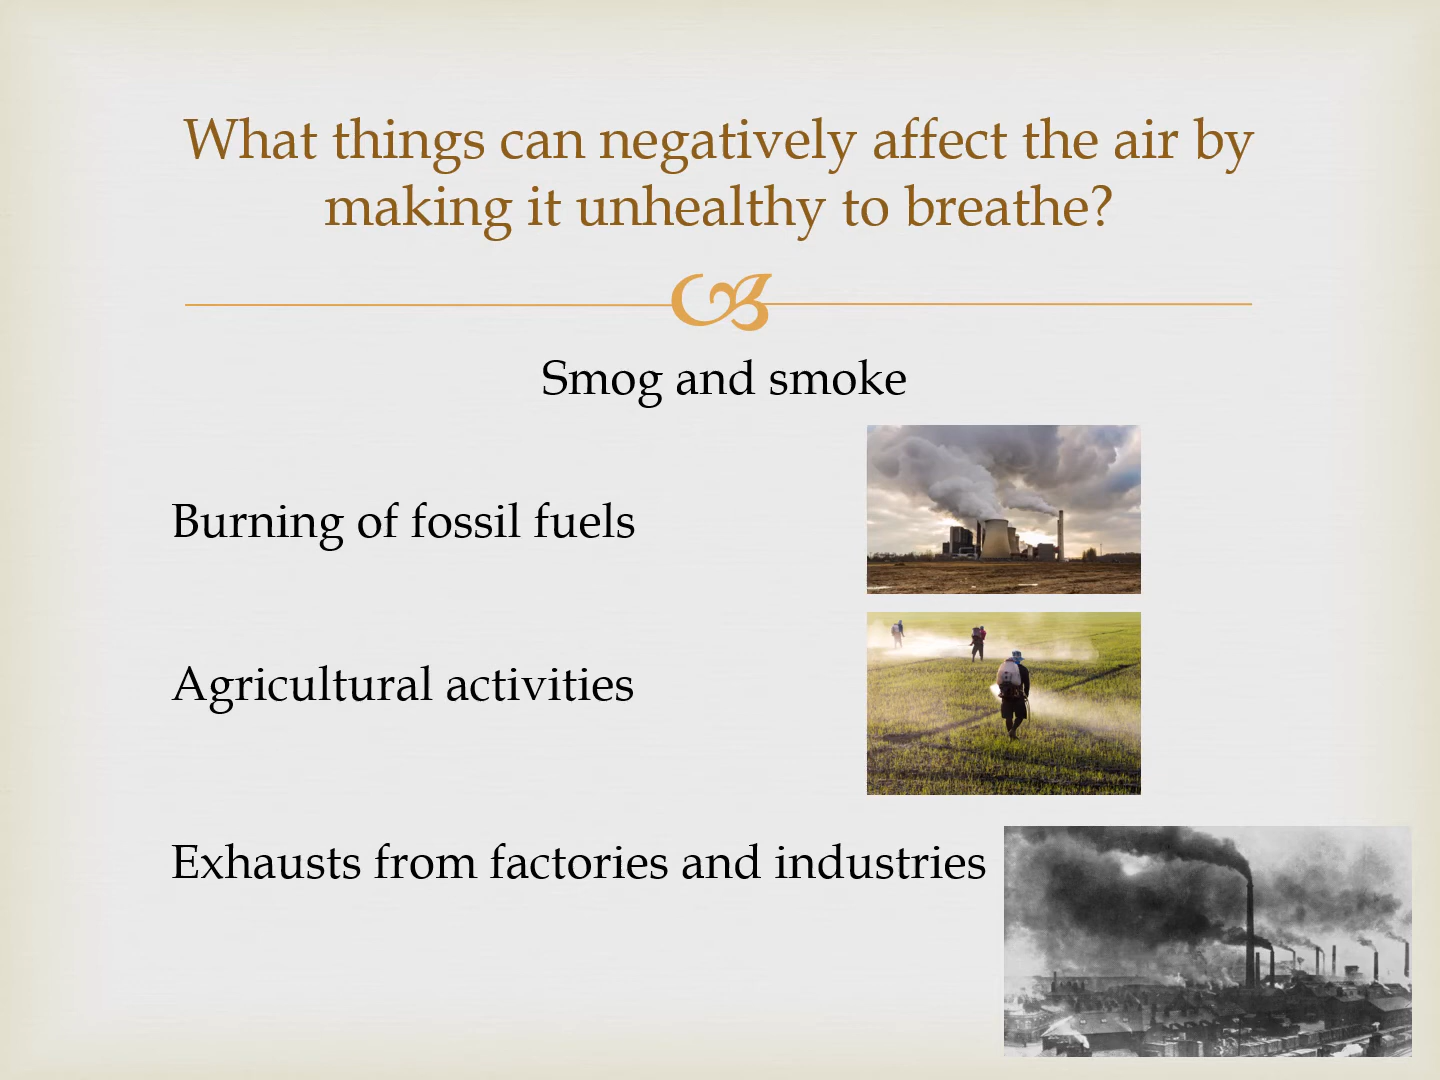 What things can negatively affect the air by
making it unhealthy to breathe?
Smog and smoke
Burning of fossil fuels
Agricultural activities
Exhausts from factories and industries